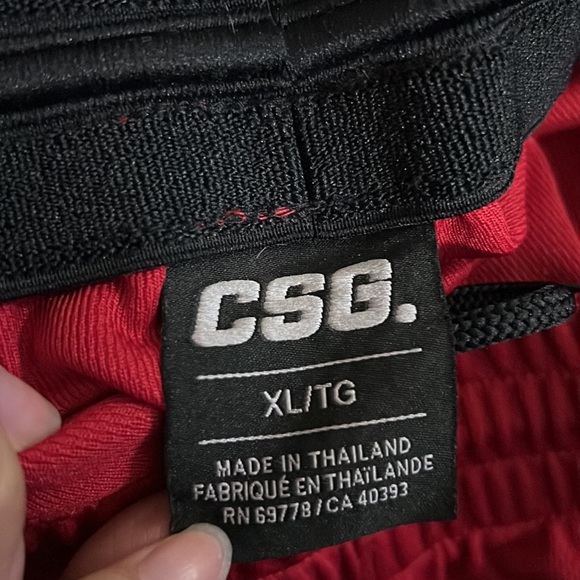 CSG.
XL/TG
MADE IN THAILAND
FABRIQUÉ EN THAÏLANDE
RN 69778 / CA 40393